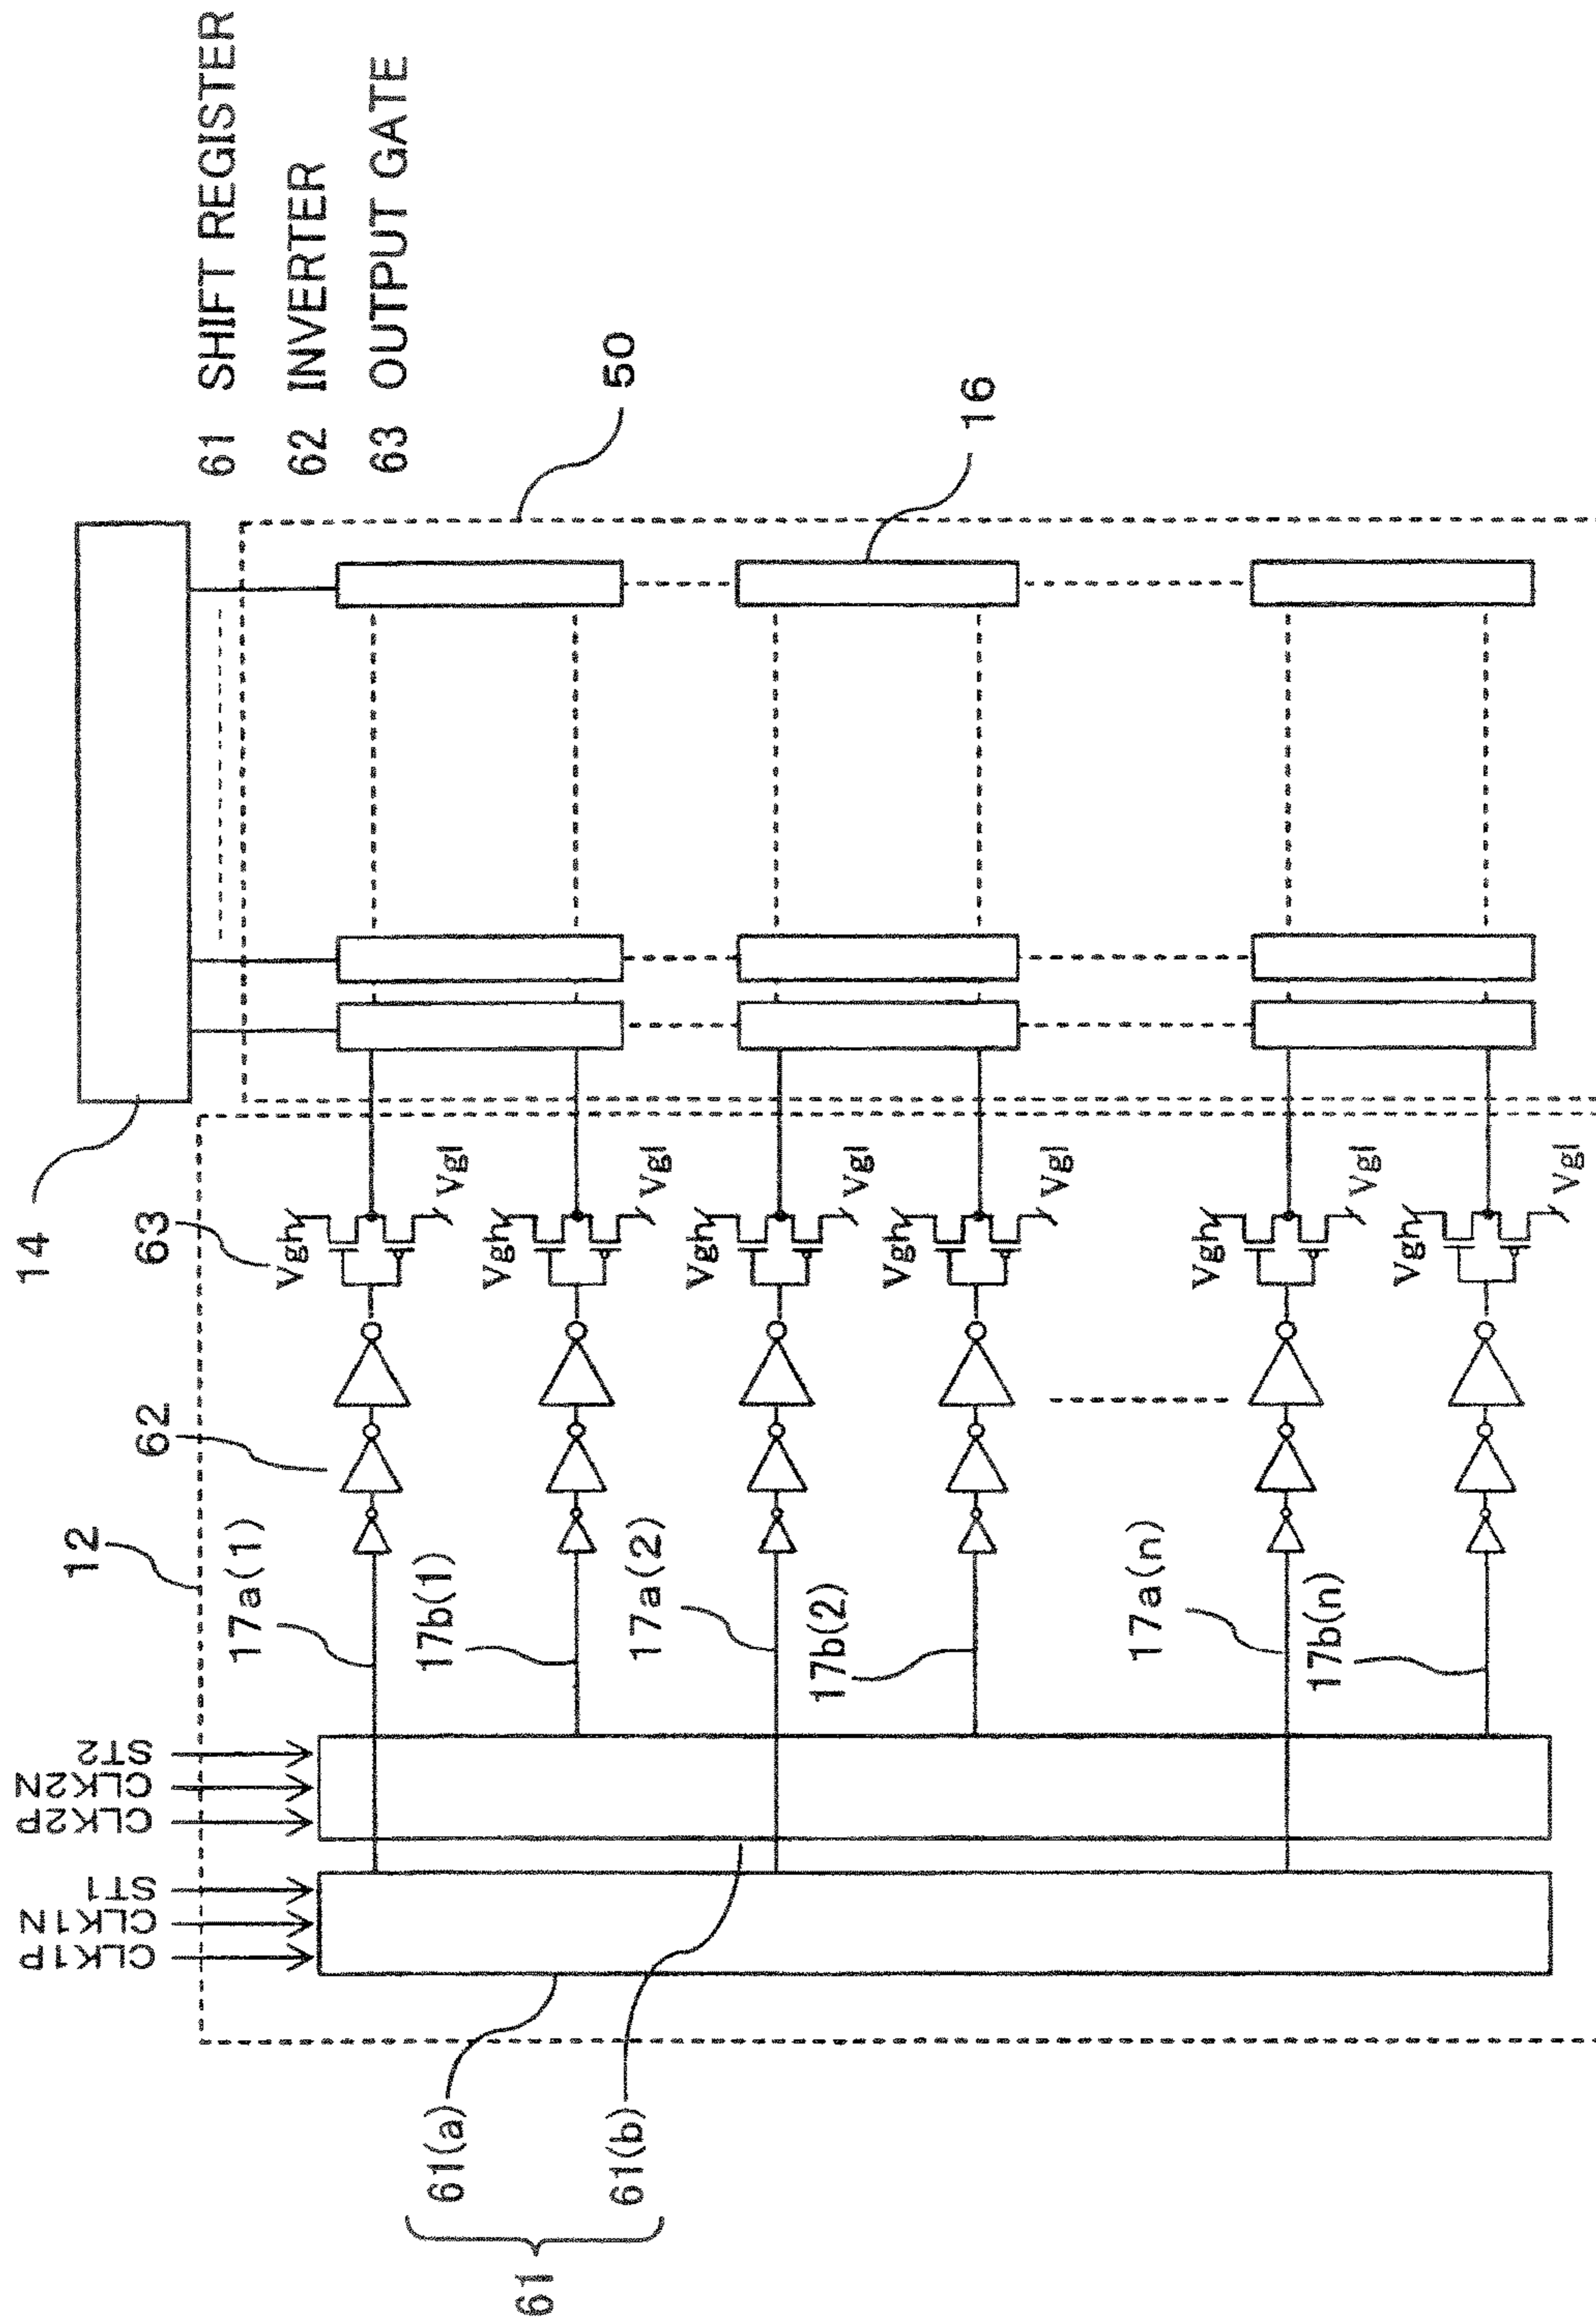 61 SHIFT REGISTER
62 INVERTER
63 OUTPUT GATE
14
50
16
12
62
63
CLK1P
CLK1N
ST1
CLK2P
CLK2N
ST2
17a(1)
Vgh
Vgl
17b(1)
Vgh
Vgl
17a(2)
Vgh
Vgl
17b(2)
Vgh
Vgl
17a(n)
Vgh
Vgl
17b(n)
Vgh
Vgl
61(a)
61(b)
61